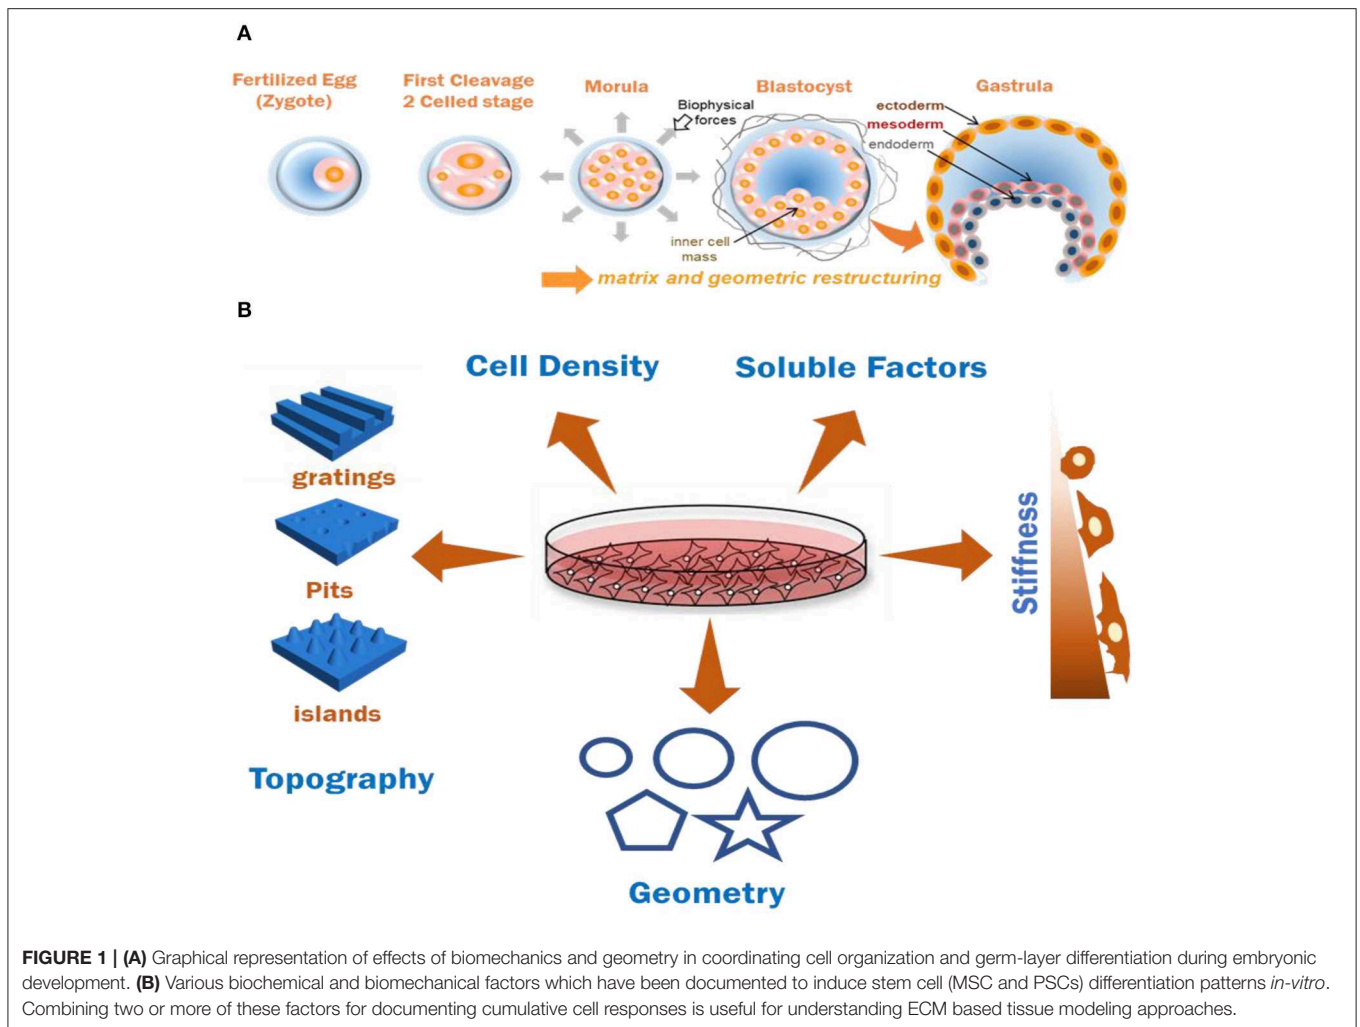 A
Fertilized Egg
(Zygote)
First Cleavage
2 Celled stage
Morula
Biophysical
forces
Blastocyst
Gastrula
ectoderm
mesoderm
endoderm
inner cell
mass
matrix and geometric restructuring
B
Cell Density
Soluble Factors
gratings
Pits
islands
Topography
Stiffness
Geometry
FIGURE 1 | (A) Graphical representation of effects of biomechanics and geometry in coordinating cell organization and germ-layer differentiation during embryonic
development. (B) Various biochemical and biomechanical factors which have been documented to induce stem cell (MSC and PSCs) differentiation patterns in-vitro.
Combining two or more of these factors for documenting cumulative cell responses is useful for understanding ECM based tissue modeling approaches.